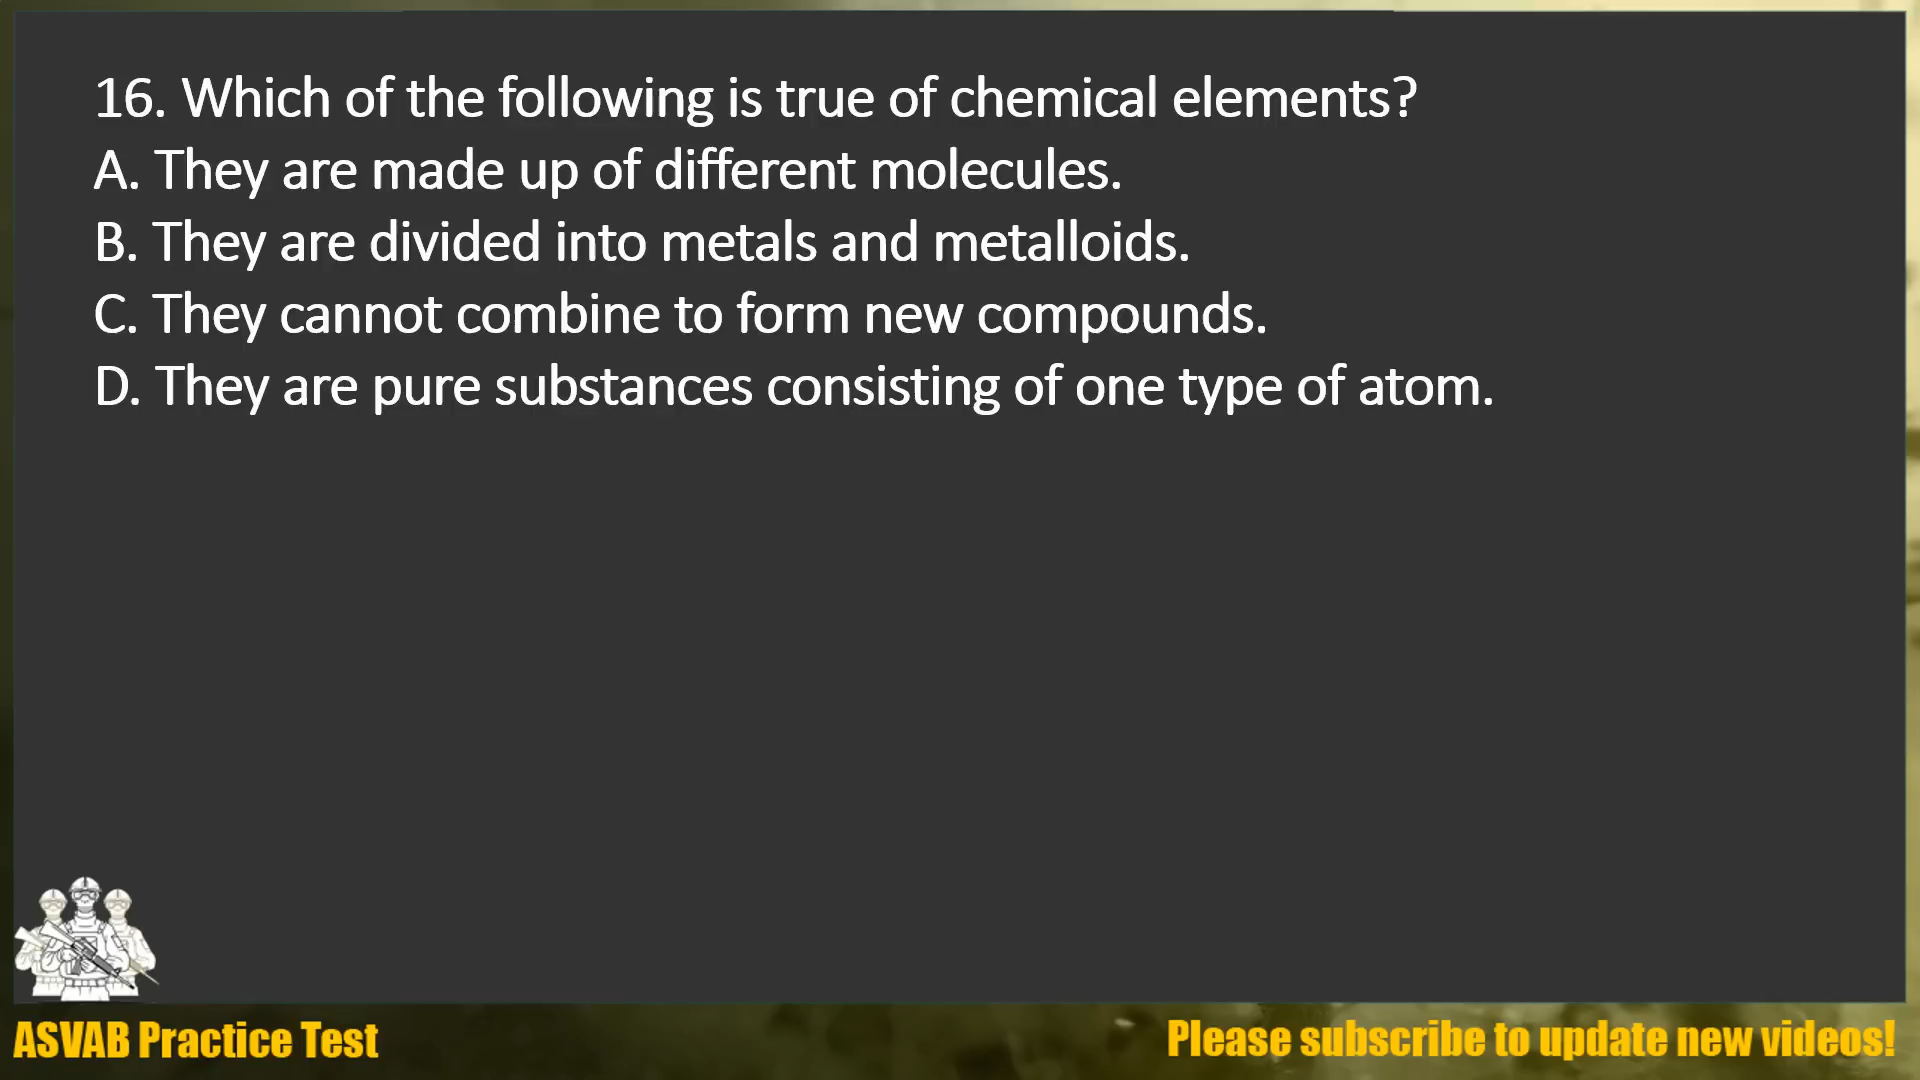 16. Which of the following is true of chemical elements?
A. They are made up of different molecules.
B. They are divided into metals and metalloids.
C. They cannot combine to form new compounds.
D. They are pure substances consisting of one type of atom.
ASVAB Practice Test
Please subscribe to update new videos!